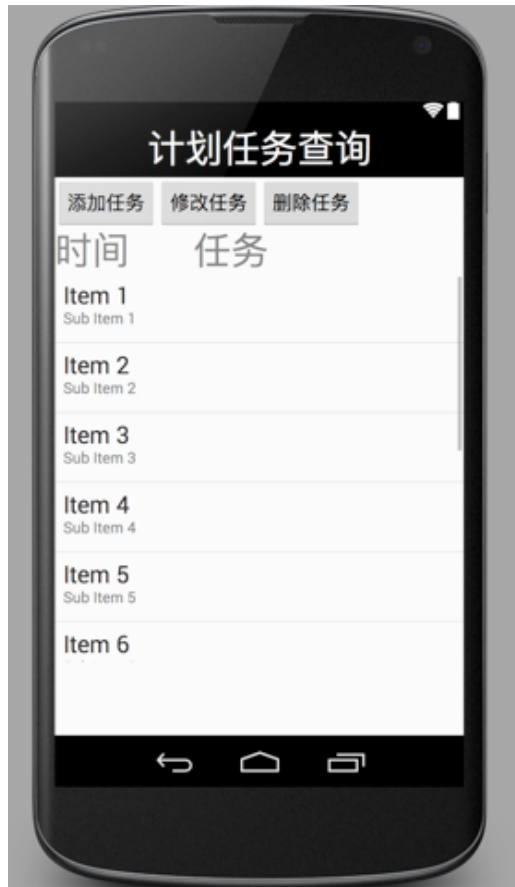 计划任务查询
添加任务 修改任务 删除任务
时间 任务
Item 1
Sub Item 1
Item 2
Sub Item 2
Item 3
Sub Item 3
Item 4
Sub Item 4
Item 5
Sub Item 5
Item 6